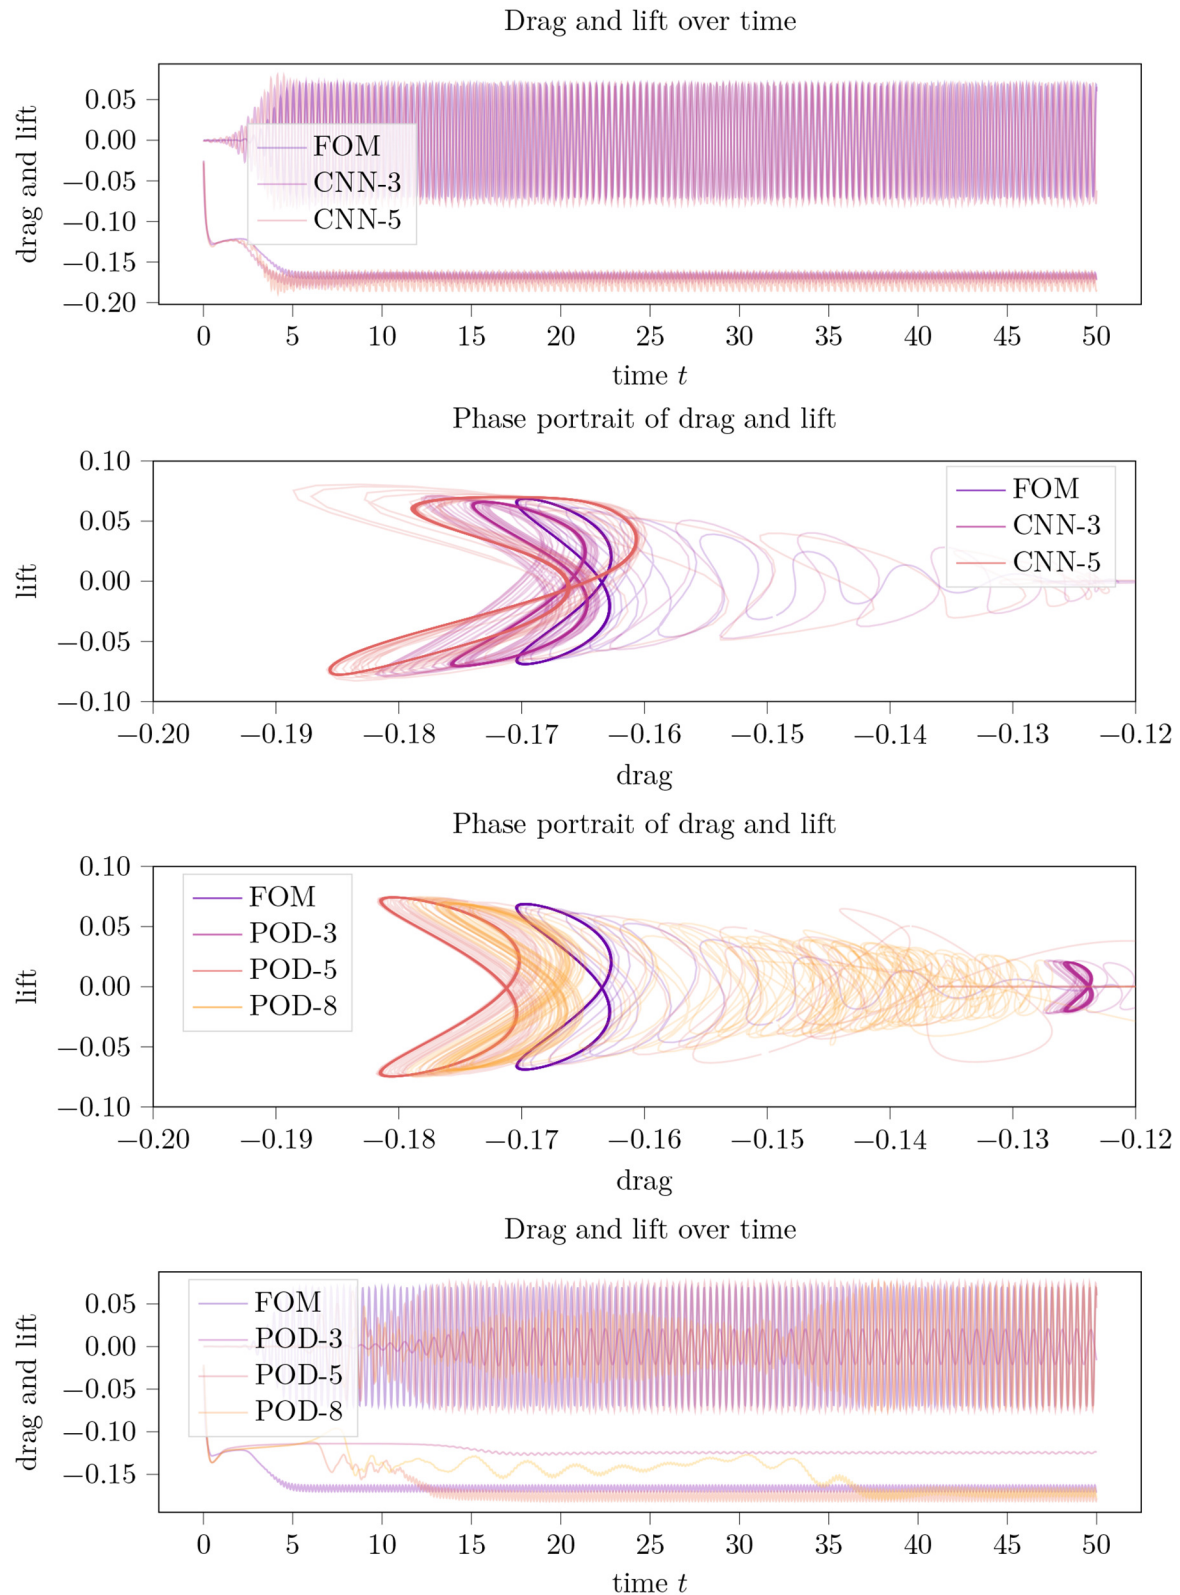 Drag and lift over time
drag and lift
0.05
0.00
−0.05
−0.10
−0.15
−0.20
FOM
CNN-3
CNN-5
0 5 10 15 20 25 30 35 40 45 50
time t
Phase portrait of drag and lift
lift
0.10
0.05
0.00
−0.05
−0.10
FOM
CNN-3
CNN-5
−0.20 −0.19 −0.18 −0.17 −0.16 −0.15 −0.14 −0.13 −0.12
drag
Phase portrait of drag and lift
lift
0.10
0.05
0.00
−0.05
−0.10
FOM
POD-3
POD-5
POD-8
−0.20 −0.19 −0.18 −0.17 −0.16 −0.15 −0.14 −0.13 −0.12
drag
Drag and lift over time
drag and lift
0.05
0.00
−0.05
−0.10
−0.15
FOM
POD-3
POD-5
POD-8
0 5 10 15 20 25 30 35 40 45 50
time t